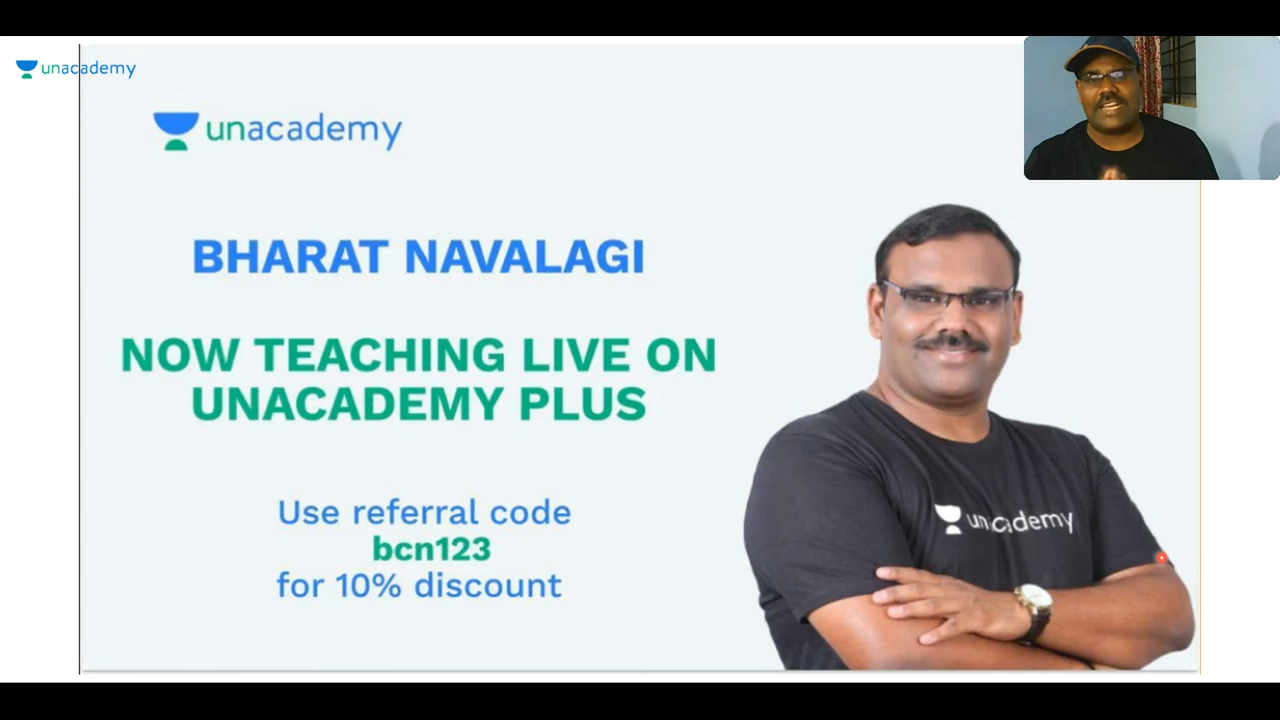 unacademy
unacademy
BHARAT NAVALAGI
NOW TEACHING LIVE ON
UNACADEMY PLUS
Use referral code
bcn123
for 10% discount
unacademy